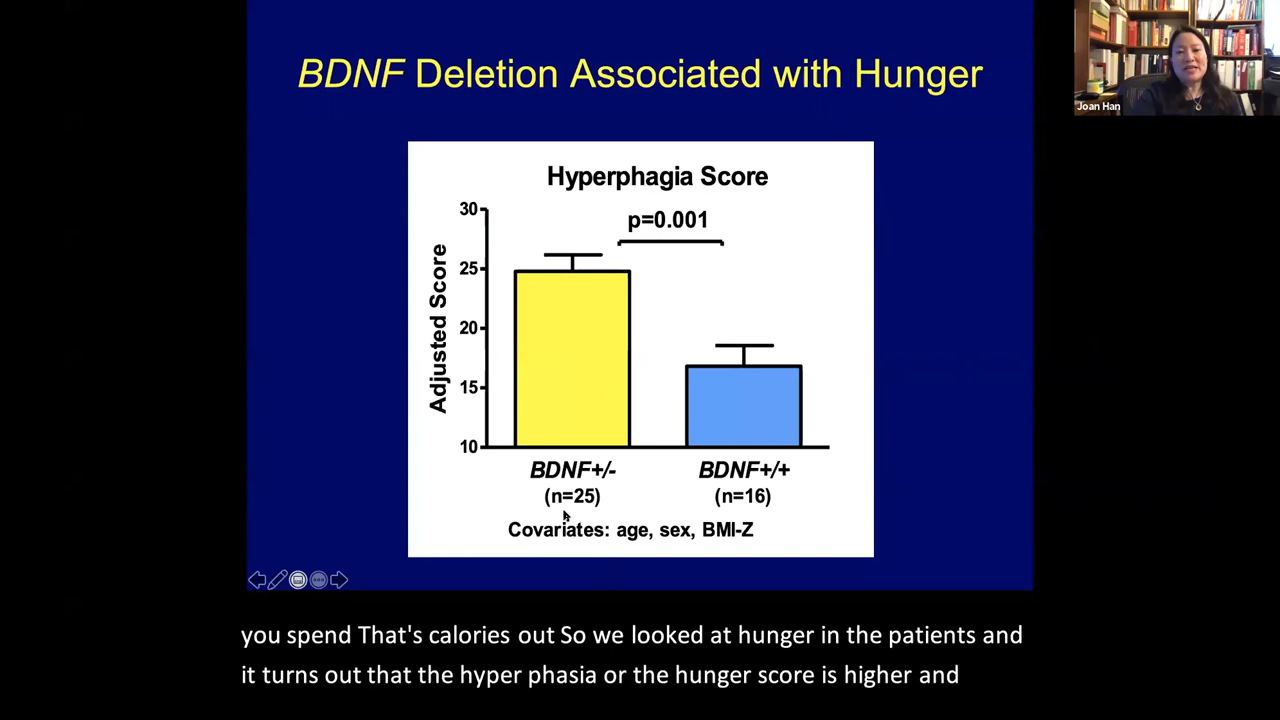 BDNF Deletion Associated with Hunger
Joan Han
Hyperphagia Score
p=0.001
30
25
20
15
10
Adjusted Score
BDNF+/- BDNF+/+
(n=25) (n=16)
Covariates: age, sex, BMI-Z
you spend That's calories out So we looked at hunger in the patients and
it turns out that the hyper phasia or the hunger score is higher and